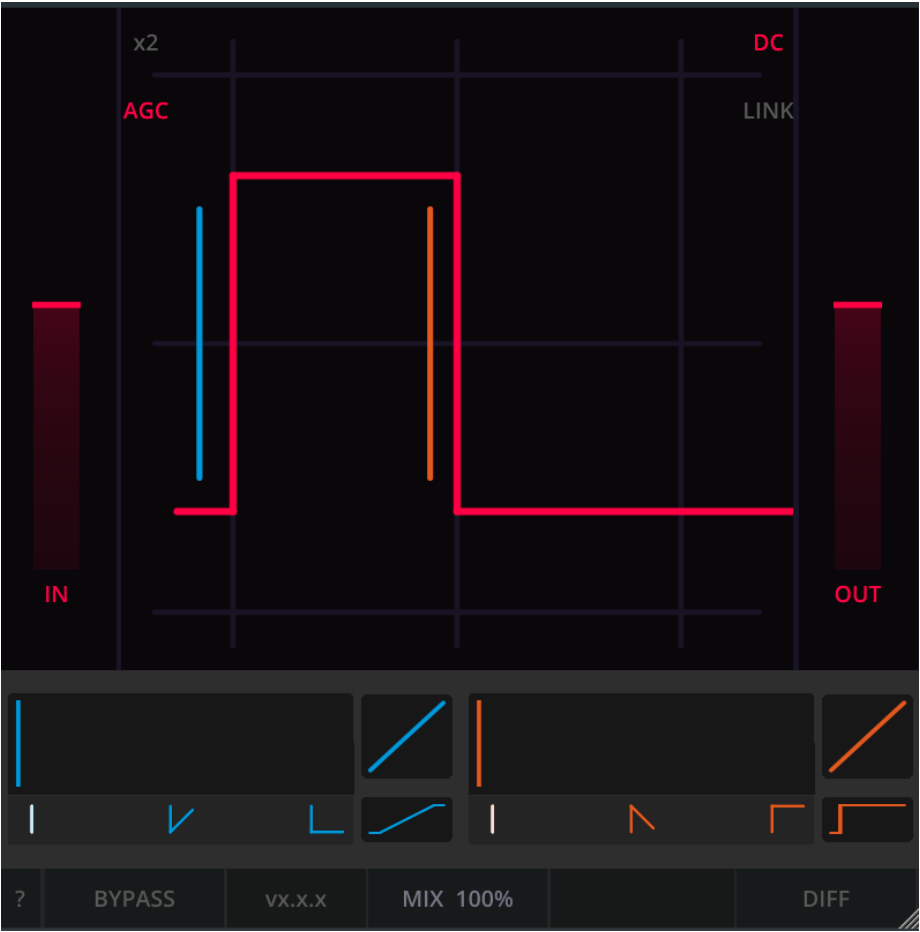 x2
DC
AGC
LINK
IN
OUT
?
BYPASS
vx.x.x
MIX 100%
DIFF